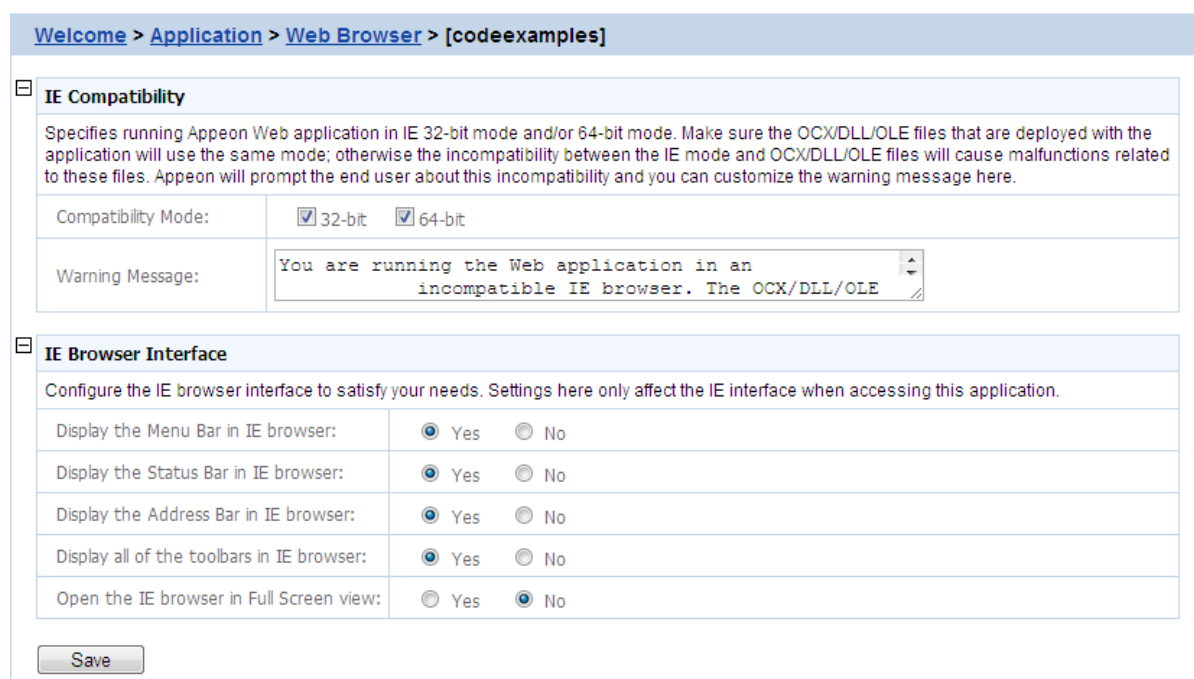 Welcome > Application > Web Browser > [codeexamples]
IE Compatibility
Specifies running Appeon Web application in IE 32-bit mode and/or 64-bit mode. Make sure the OCX/DLL/OLE files that are deployed with the
application will use the same mode; otherwise the incompatibility between the IE mode and OCX/DLL/OLE files will cause malfunctions related
to these files. Appeon will prompt the end user about this incompatibility and you can customize the warning message here.
Compatibility Mode: 32-bit 64-bit
Warning Message: You are running the Web application in an
incompatible IE browser. The OCX/DLL/OLE
IE Browser Interface
Configure the IE browser interface to satisfy your needs. Settings here only affect the IE interface when accessing this application.
Display the Menu Bar in IE browser: Yes No
Display the Status Bar in IE browser: Yes No
Display the Address Bar in IE browser: Yes No
Display all of the toolbars in IE browser: Yes No
Open the IE browser in Full Screen view: Yes No
Save